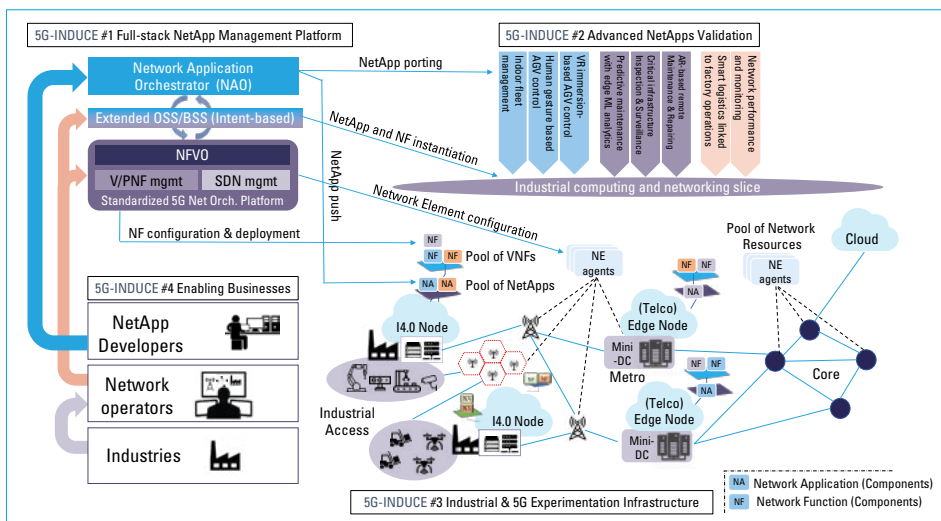 5G-INDUCE #1 Full-stack NetApp Management Platform
Network Application
Orchestrator (NAO)
Extended OSS/BSS (Intent-based)
NFVO
V/PNF mgmt
SDN mgmt
Standardized 5G Net Orch. Platform
NetApp porting
NetApp and NF instantiation
NetApp push
Network Element configuration
NF configuration & deployment
5G-INDUCE #2 Advanced NetApps Validation
Indoor fleet
management
Human gesture based
AGV control
VR immersion-
based AGV control
Predictive maintenance
with edge ML analytics
Critical infrastructure
Inspection & Surveillance
AR-based remote
Maintenance & Repairing
Smart logistics linked
to factory operations
Network performance
and monitoring
Industrial computing and networking slice
5G-INDUCE #4 Enabling Businesses
NetApp
Developers
Network
operators
Industries
NF
NF
NF
Pool of VNFs
NA
NA
Pool of NetApps
I4.0 Node
Industrial
Access
I4.0 Node
NE
agents
NF
NF
NA
(Telco)
Edge Node
Mini
-DC
Metro
NF
NF
NA
(Telco)
Edge Node
Mini-
DC
Pool of Network
Resources
NE
agents
Cloud
Core
5G-INDUCE #3 Industrial & 5G Experimentation Infrastructure
NA
Network Application (Components)
NF
Network Function (Components)